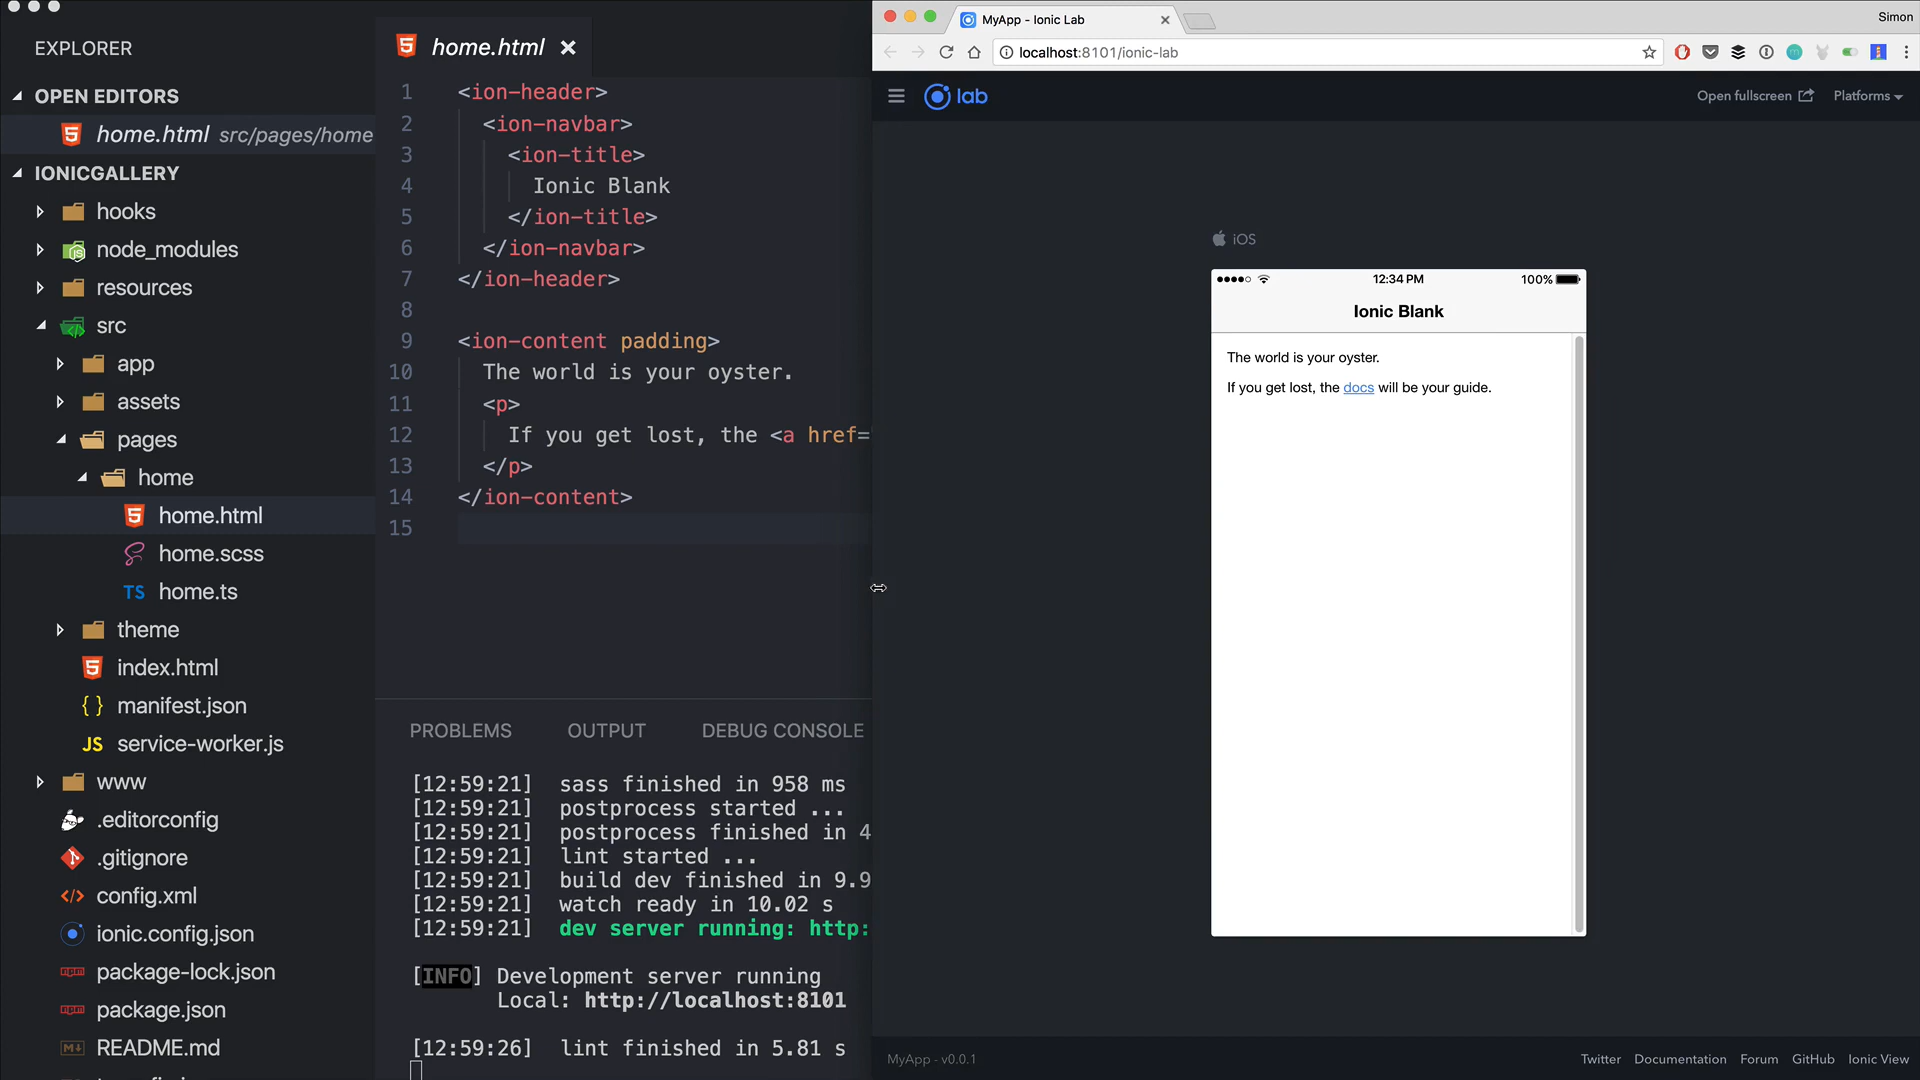 EXPLORER
OPEN EDITORS
home.html src/pages/home
IONICGALLERY
hooks
node_modules
resources
src
app
assets
pages
home
home.html
home.scss
TS home.ts
theme
index.html
{ } manifest.json
JS service-worker.js
www
.editorconfig
.gitignore
</> config.xml
ionic.config.json
package-lock.json
package.json
README.md
home.html ×
1 <ion-header>
2 <ion-navbar>
3 <ion-title>
4 Ionic Blank
5 </ion-title>
6 </ion-navbar>
7 </ion-header>
8
9 <ion-content padding>
10 The world is your oyster.
11 <p>
12 If you get lost, the <a href=
13 </p>
14 </ion-content>
15
PROBLEMS OUTPUT DEBUG CONSOLE
[12:59:21] sass finished in 958 ms
[12:59:21] postprocess started ...
[12:59:21] postprocess finished in 4
[12:59:21] lint started ...
[12:59:21] build dev finished in 9.9
[12:59:21] watch ready in 10.02 s
[12:59:21] dev server running: http:
[INFO] Development server running
Local: http://localhost:8101
[12:59:26] lint finished in 5.81 s
MyApp - Ionic Lab
Simon
localhost:8101/ionic-lab
lab
Open fullscreen Platforms
iOS
12:34 PM 100%
Ionic Blank
The world is your oyster.
If you get lost, the docs will be your guide.
MyApp - v0.0.1
Twitter Documentation Forum GitHub Ionic View